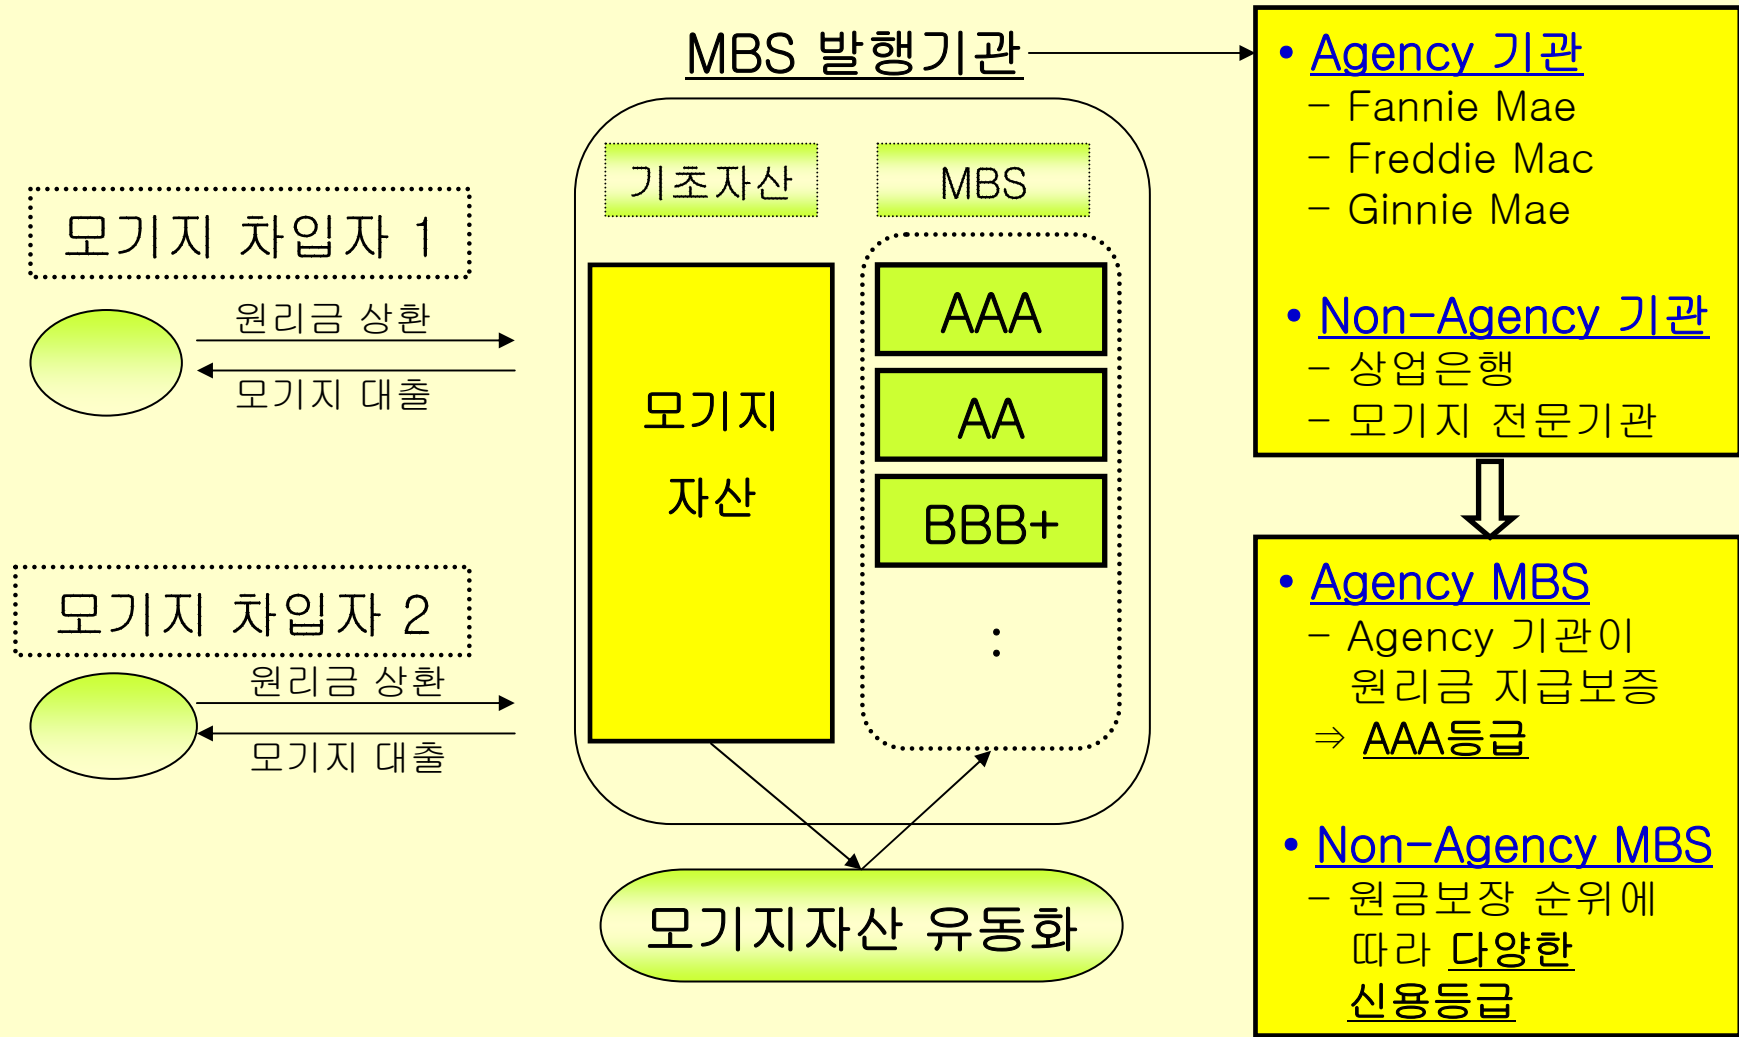 MBS 발행기관
기초자산
MBS
모기지 차입자 1
원리금 상환
모기지 대출
모기지
자산
AAA
AA
BBB+
:
모기지 차입자 2
원리금 상환
모기지 대출
모기지자산 유동화
• Agency 기관
- Fannie Mae
- Freddie Mac
- Ginnie Mae
• Non-Agency 기관
- 상업은행
- 모기지 전문기관
• Agency MBS
- Agency 기관이
원리금 지급보증
⇒ AAA등급
• Non-Agency MBS
- 원금보장 순위에
따라 다양한
신용등급